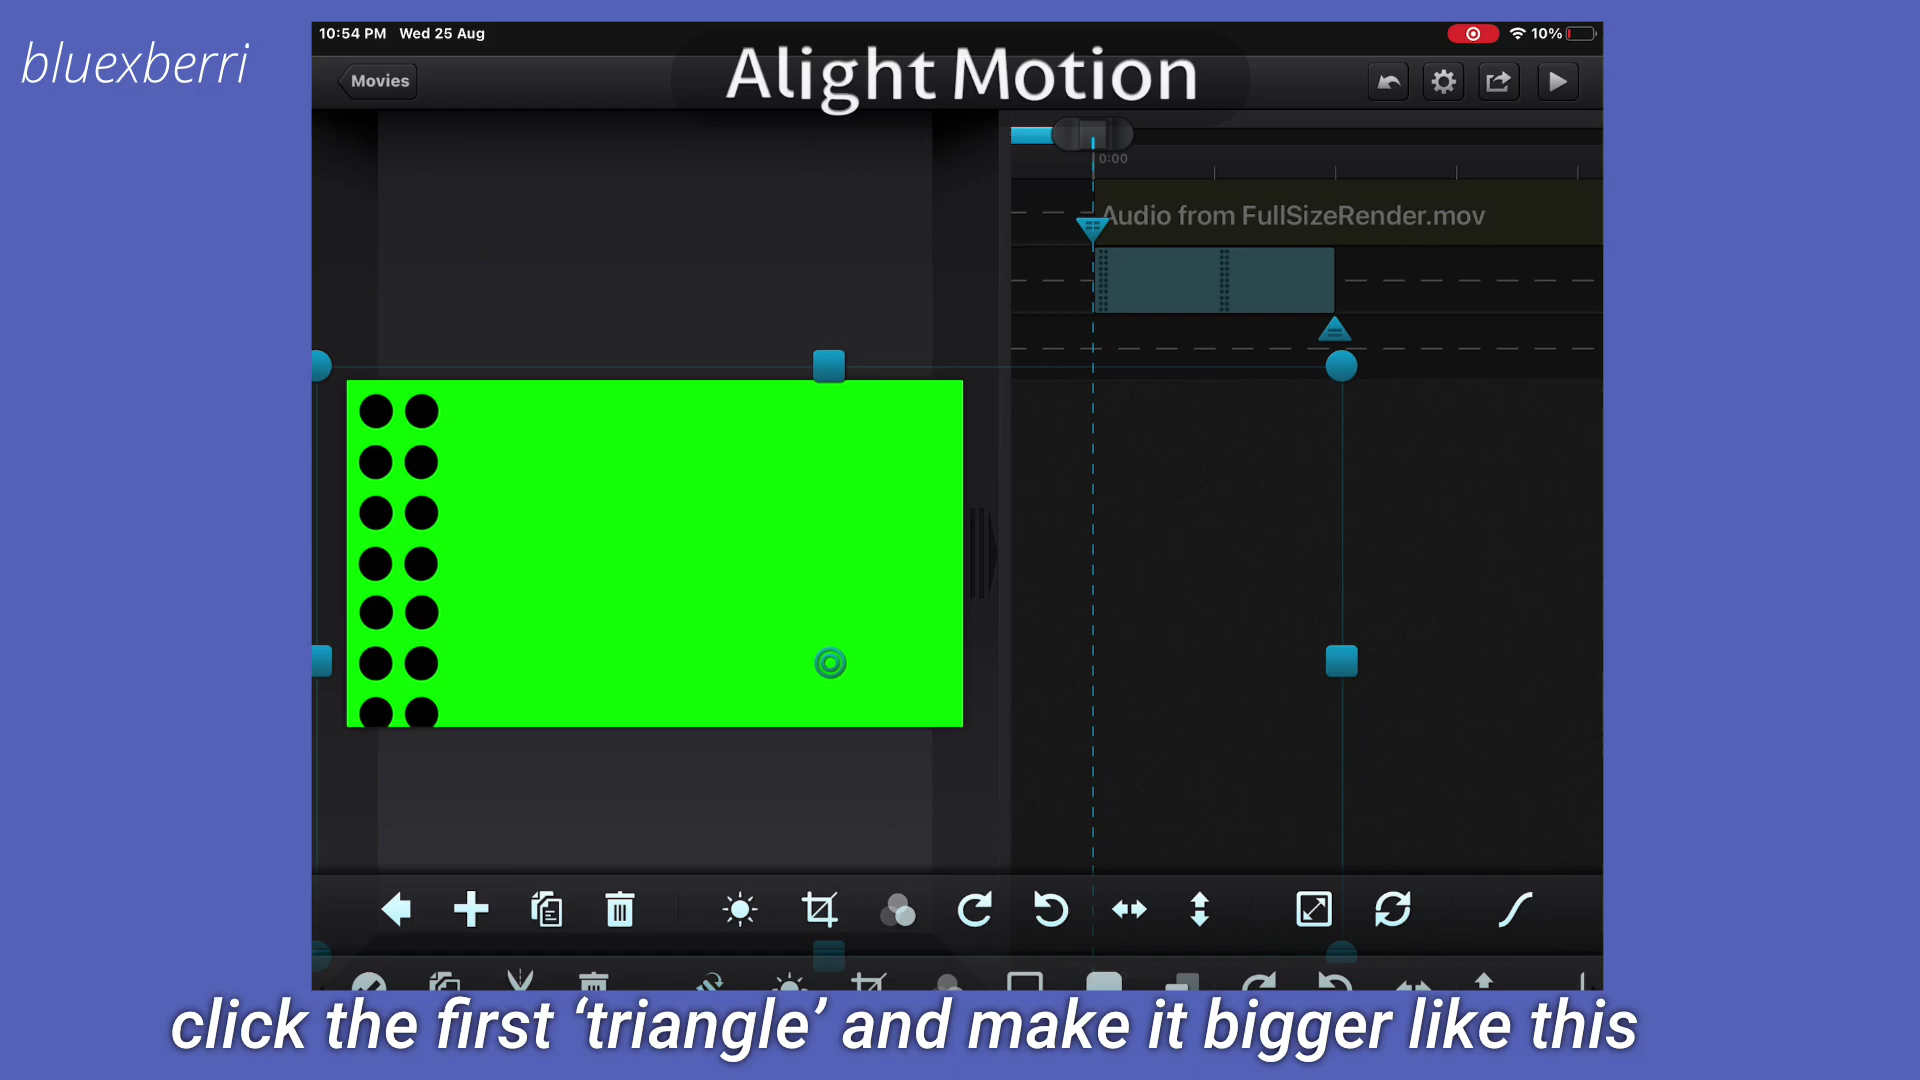 bluexberri
10:54 PM Wed 25 Aug
10%
Movies
Alight Motion
0:00
Audio from FullSizeRender.mov
click the first ‘triangle’ and make it bigger like this